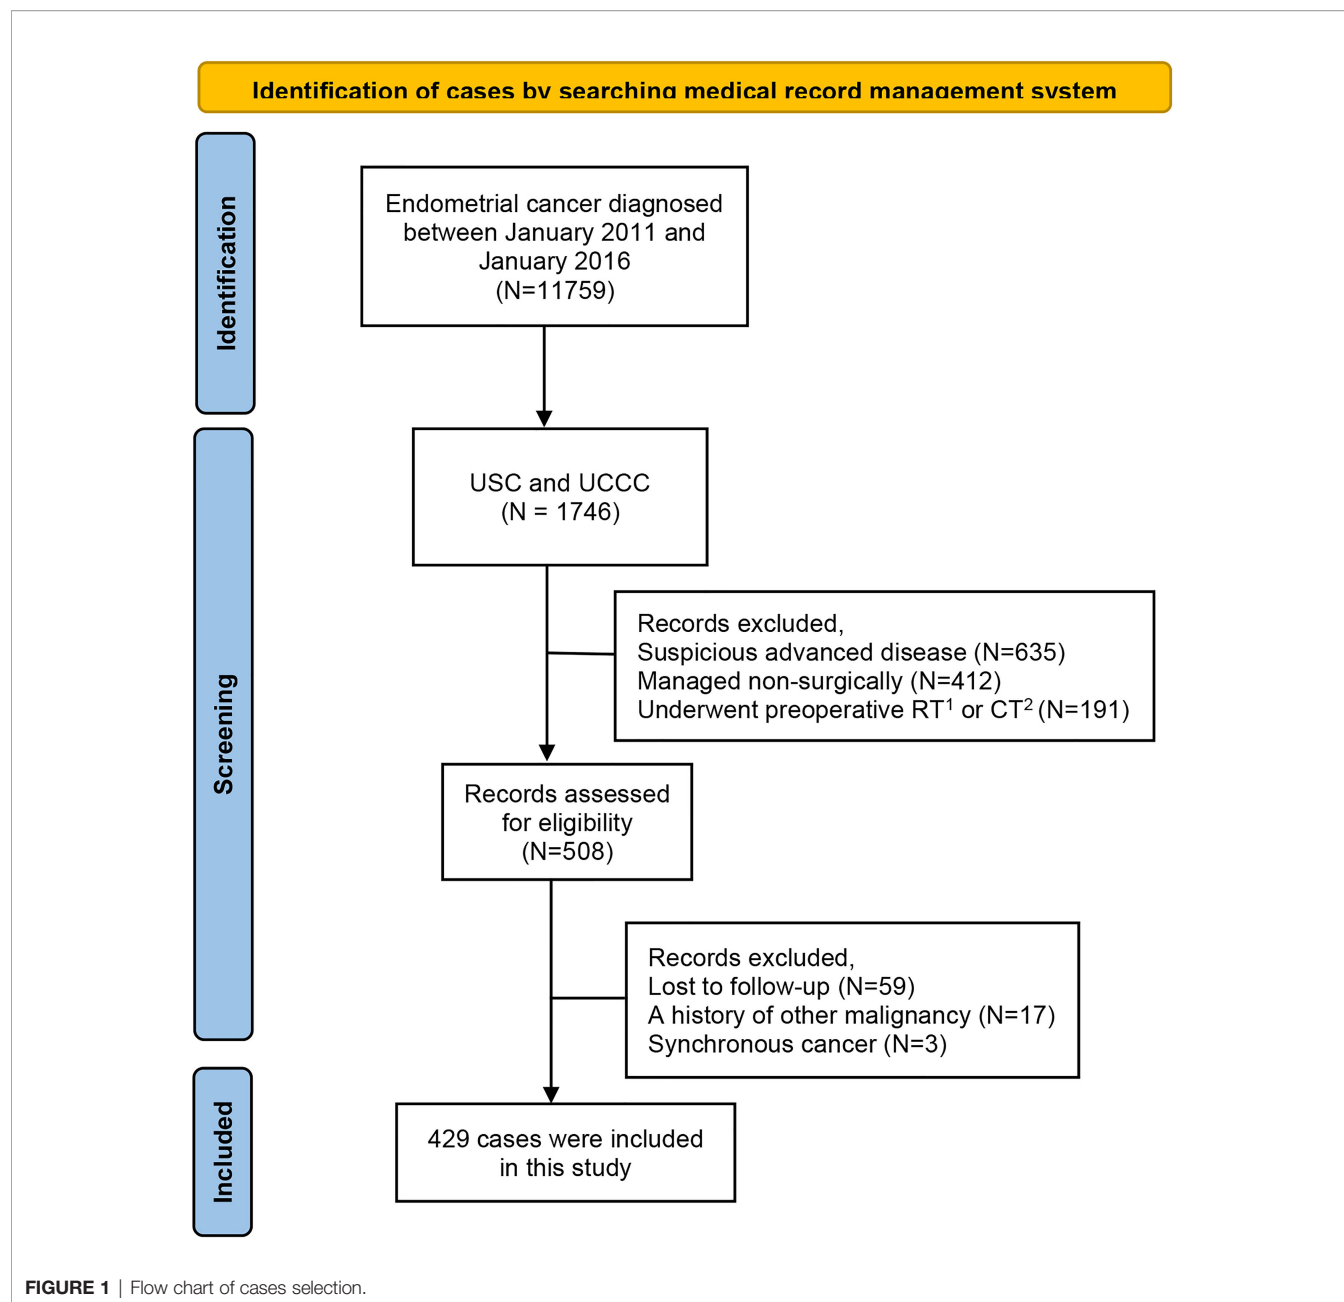 Identification of cases by searching medical record management system
Identification
Endometrial cancer diagnosed
between January 2011 and
January 2016
(N=11759)
Screening
USC and UCCC
(N = 1746)
Records excluded,
Suspicious advanced disease (N=635)
Managed non-surgically (N=412)
Underwent preoperative RT¹ or CT² (N=191)
Records assessed
for eligibility
(N=508)
Records excluded,
Lost to follow-up (N=59)
A history of other malignancy (N=17)
Synchronous cancer (N=3)
Included
429 cases were included
in this study
FIGURE 1 | Flow chart of cases selection.